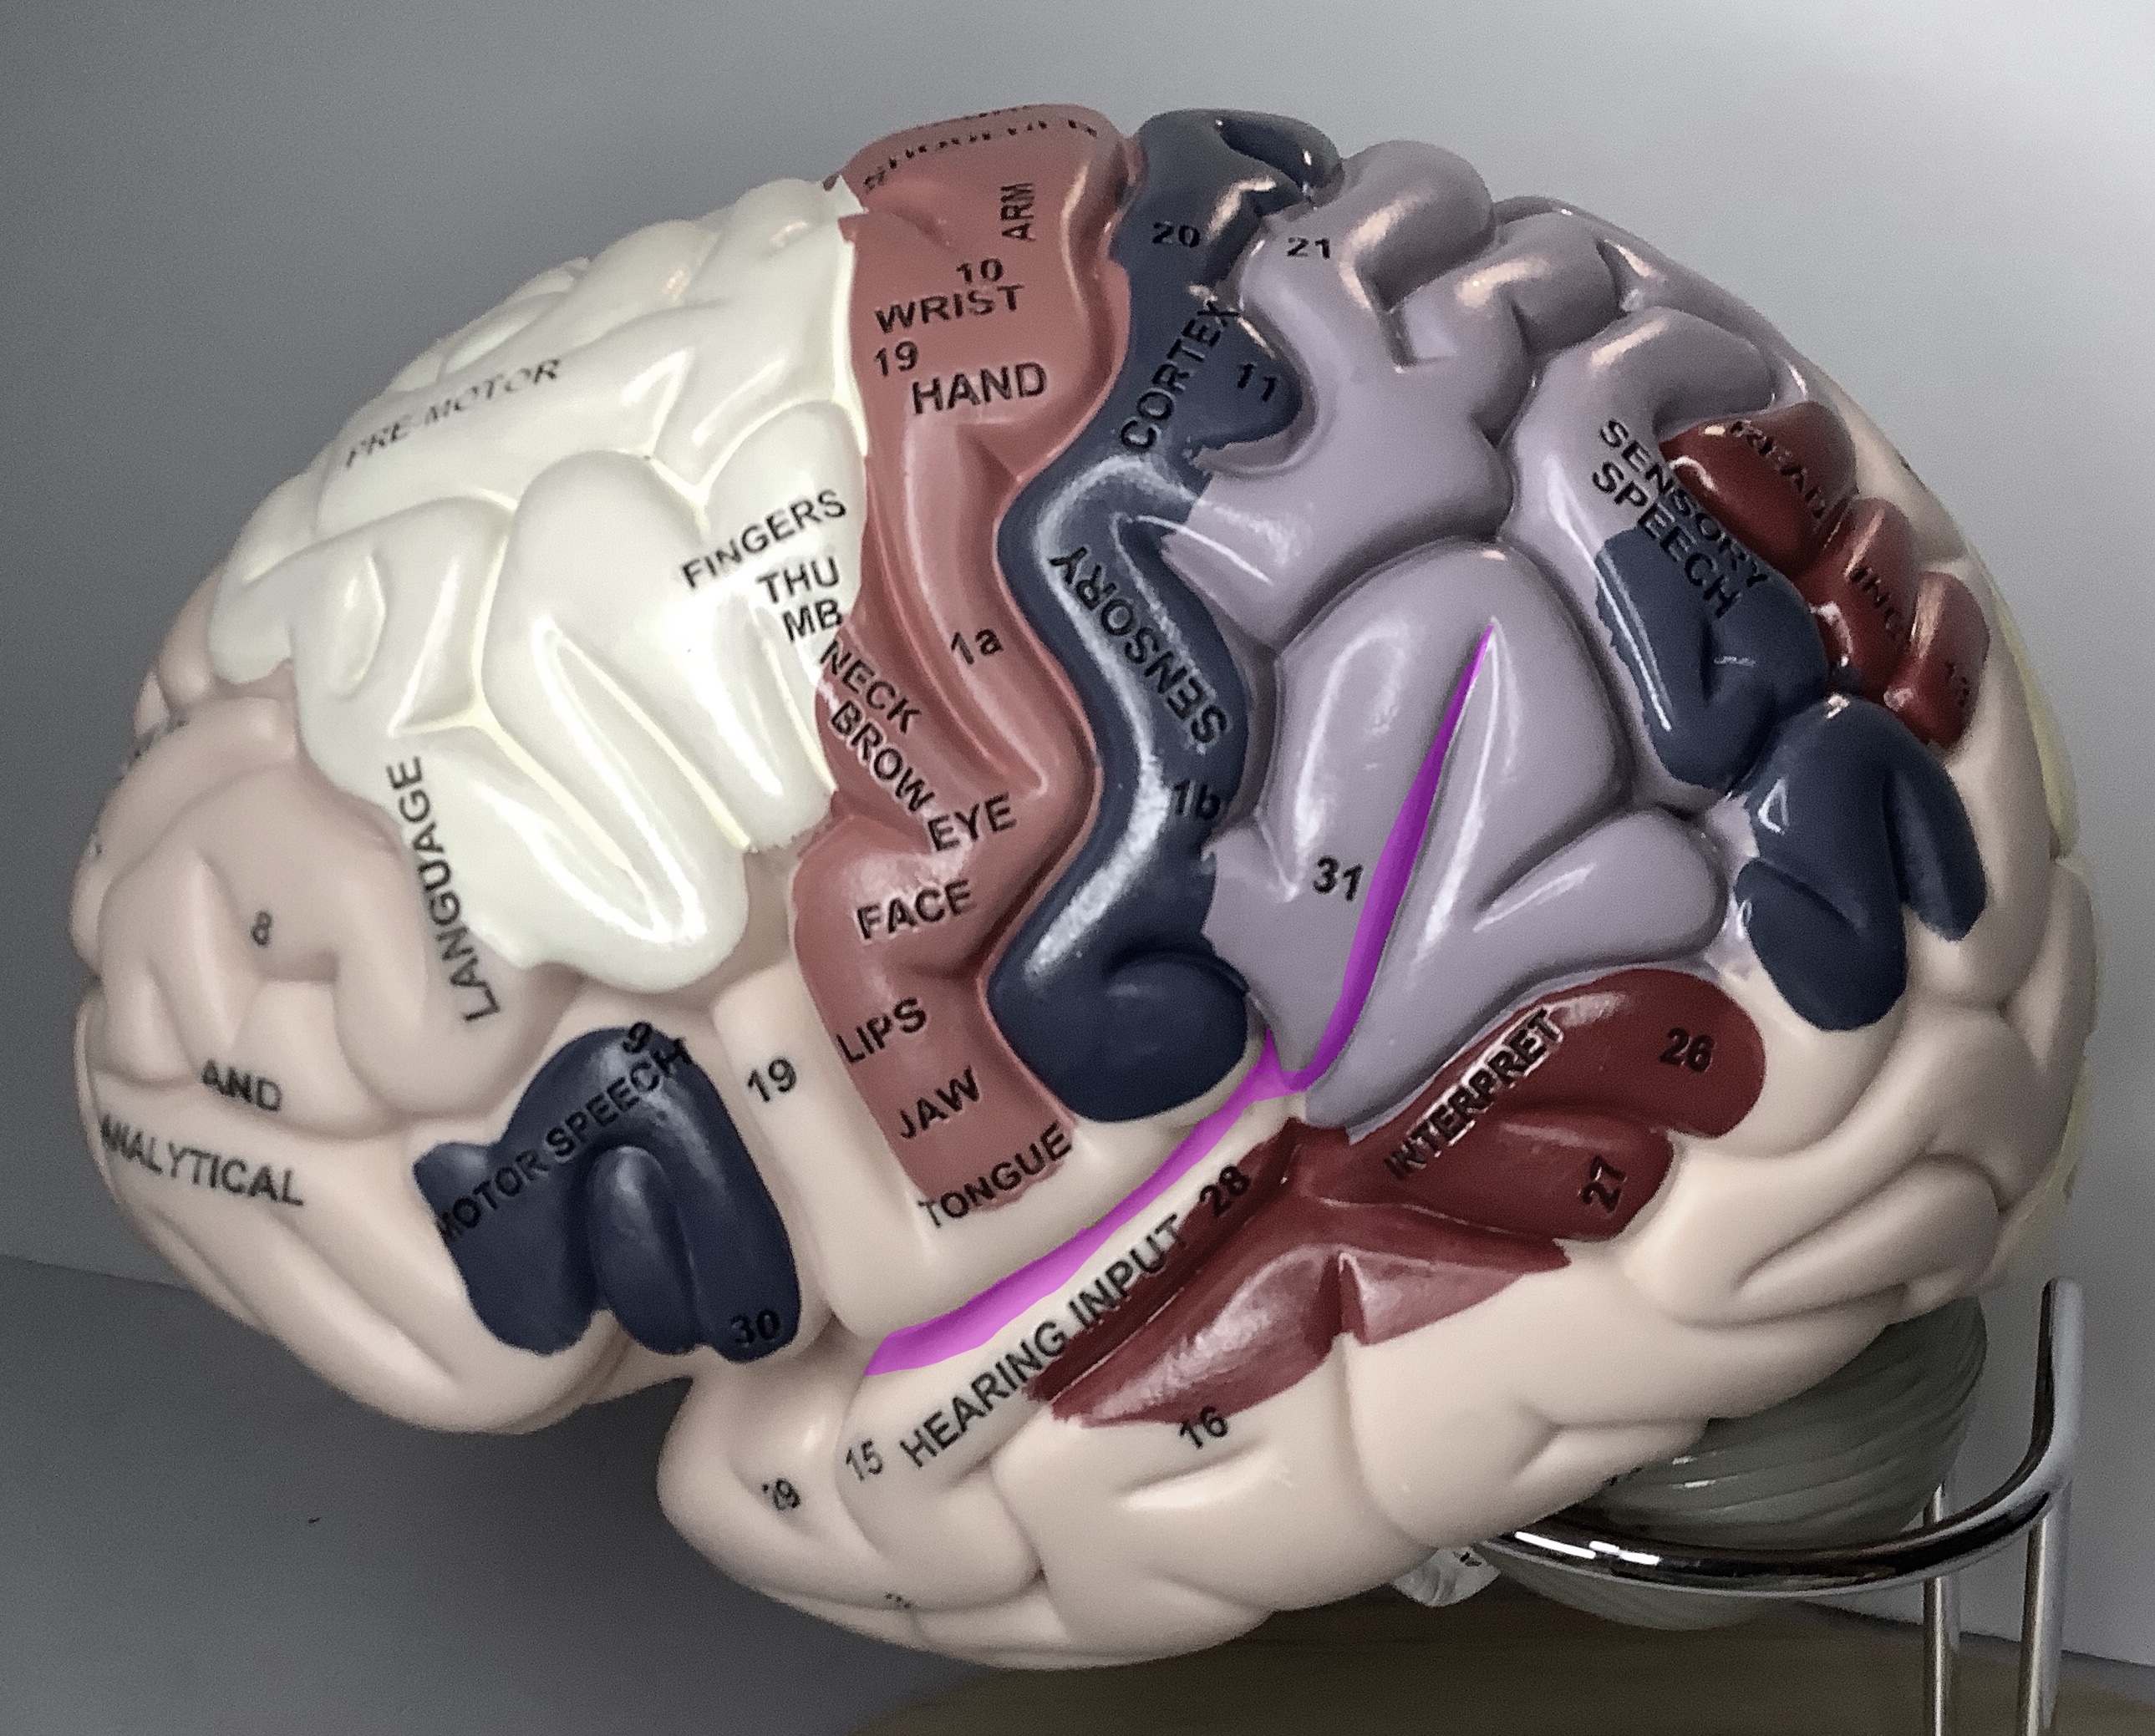 ARM
10
WRIST
19
HAND
20
21
CORTEX
11
PRE-MOTOR
FINGERS
THU
MB
NECK
BROW
EYE
1a
SENSORY
1b
SENSORY
SPEECH
READ
ING
FACE
LIPS
JAW
TONGUE
31
8
LANGUAGE
AND
ANALYTICAL
9
MOTOR SPEECH
30
19
INTERPRET
26
27
28
HEARING INPUT
15
16
29